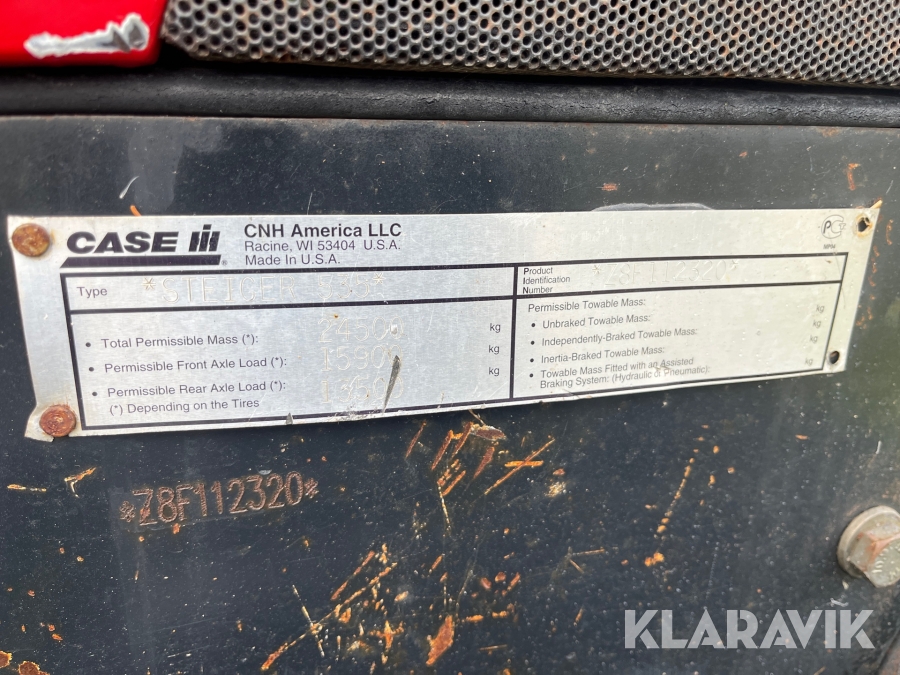 CASE IH
CNH America LLC
Racine, WI 53404 U.S.A.
Made in U.S.A.
Type
Product
Identification
Number
*Z8F112320*
• Total Permissible Mass (*): kg
• Permissible Front Axle Load (*): kg
• Permissible Rear Axle Load (*): kg
(*) Depending on the Tires
Permissible Towable Mass:
• Unbraked Towable Mass: kg
• Independently-Braked Towable Mass: kg
• Inertia-Braked Towable Mass: kg
• Towable Mass Fitted with an Assisted
Braking System: (Hydraulic or Pneumatic): kg
*Z8F112320*
KLARAVIK